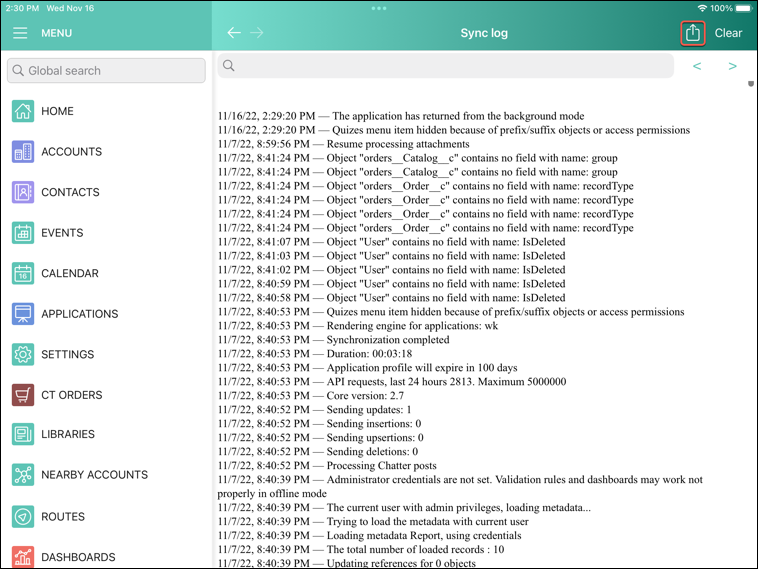 2:30 PM Wed Nov 16
100%
MENU
Sync log
Clear
Global search
< >
HOME
ACCOUNTS
CONTACTS
EVENTS
CALENDAR
16
APPLICATIONS
SETTINGS
CT ORDERS
LIBRARIES
NEARBY ACCOUNTS
ROUTES
DASHBOARDS
11/16/22, 2:29:20 PM — The application has returned from the background mode
11/16/22, 2:29:20 PM — Quizes menu item hidden because of prefix/suffix objects or access permissions
11/7/22, 8:59:56 PM — Resume processing attachments
11/7/22, 8:41:24 PM — Object "orders__Catalog__c" contains no field with name: group
11/7/22, 8:41:24 PM — Object "orders__Catalog__c" contains no field with name: group
11/7/22, 8:41:24 PM — Object "orders__Order__c" contains no field with name: recordType
11/7/22, 8:41:24 PM — Object "orders__Order__c" contains no field with name: recordType
11/7/22, 8:41:24 PM — Object "orders__Order__c" contains no field with name: recordType
11/7/22, 8:41:24 PM — Object "orders__Order__c" contains no field with name: recordType
11/7/22, 8:41:07 PM — Object "User" contains no field with name: IsDeleted
11/7/22, 8:41:03 PM — Object "User" contains no field with name: IsDeleted
11/7/22, 8:41:02 PM — Object "User" contains no field with name: IsDeleted
11/7/22, 8:40:59 PM — Object "User" contains no field with name: IsDeleted
11/7/22, 8:40:58 PM — Object "User" contains no field with name: IsDeleted
11/7/22, 8:40:53 PM — Quizes menu item hidden because of prefix/suffix objects or access permissions
11/7/22, 8:40:53 PM — Rendering engine for applications: wk
11/7/22, 8:40:53 PM — Synchronization completed
11/7/22, 8:40:53 PM — Duration: 00:03:18
11/7/22, 8:40:53 PM — Application profile will expire in 100 days
11/7/22, 8:40:53 PM — API requests, last 24 hours 2813. Maximum 5000000
11/7/22, 8:40:53 PM — Core version: 2.7
11/7/22, 8:40:52 PM — Sending updates: 1
11/7/22, 8:40:52 PM — Sending insertions: 0
11/7/22, 8:40:52 PM — Sending upsertions: 0
11/7/22, 8:40:52 PM — Sending deletions: 0
11/7/22, 8:40:52 PM — Processing Chatter posts
11/7/22, 8:40:39 PM — Administrator credentials are not set. Validation rules and dashboards may work not
properly in offline mode
11/7/22, 8:40:39 PM — The current user with admin privileges, loading metadata...
11/7/22, 8:40:39 PM — Trying to load the metadata with current user
11/7/22, 8:40:39 PM — Loading metadata Report, using credentials
11/7/22, 8:40:39 PM — The total number of loaded records : 10
11/7/22, 8:40:39 PM — Updating references for 0 objects